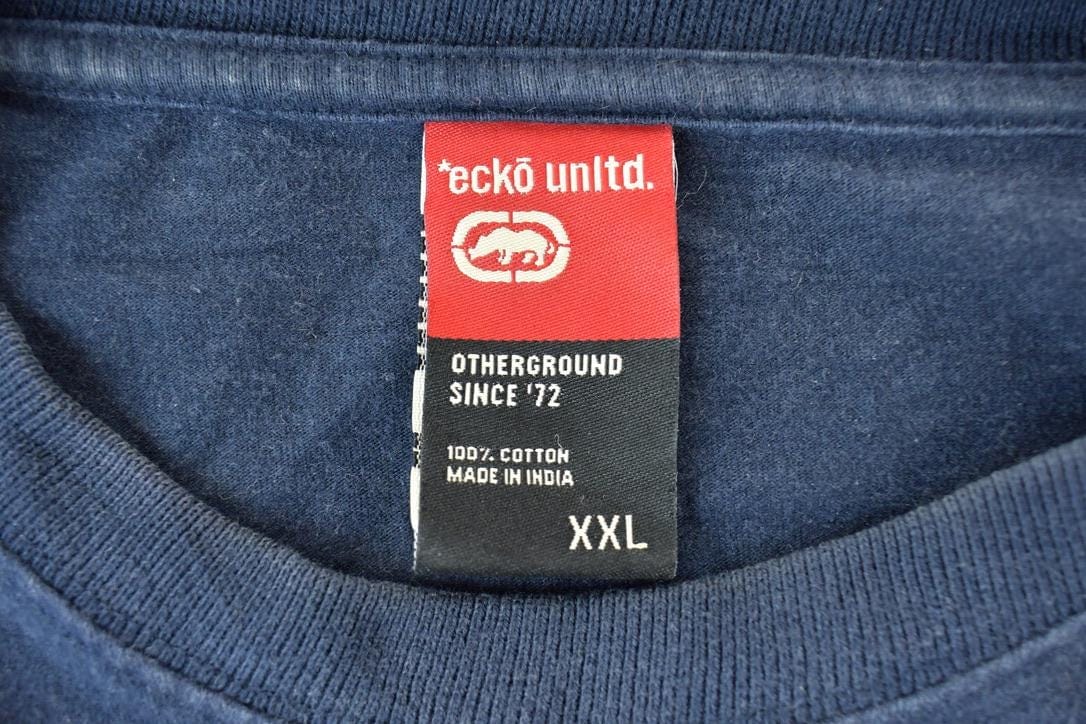 *eckō unltd.
OTHERGROUND
SINCE '72
100% COTTON
MADE IN INDIA
XXL